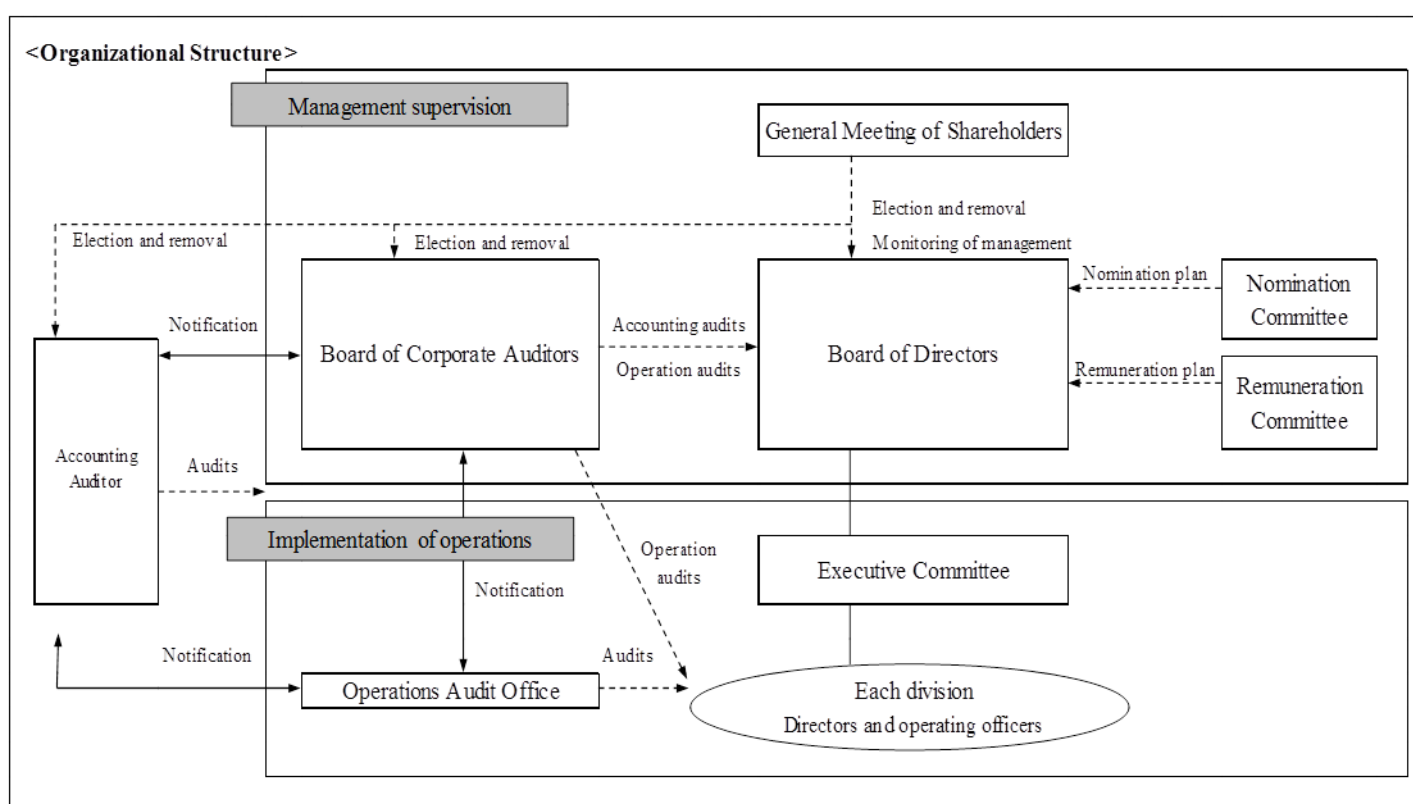 <Organizational Structure>
Management supervision
General Meeting of Shareholders
Election and removal
Election and removal
Election and removal
Monitoring of management
Nomination plan
Nomination
Committee
Notification
Accounting audits
Board of Corporate Auditors
Board of Directors
Operation audits
Remuneration plan
Remuneration
Committee
Accounting
Auditor
Audits
Implementation of operations
Operation
audits
Executive Committee
Notification
Notification
Audits
Operations Audit Office
Each division
Directors and operating officers